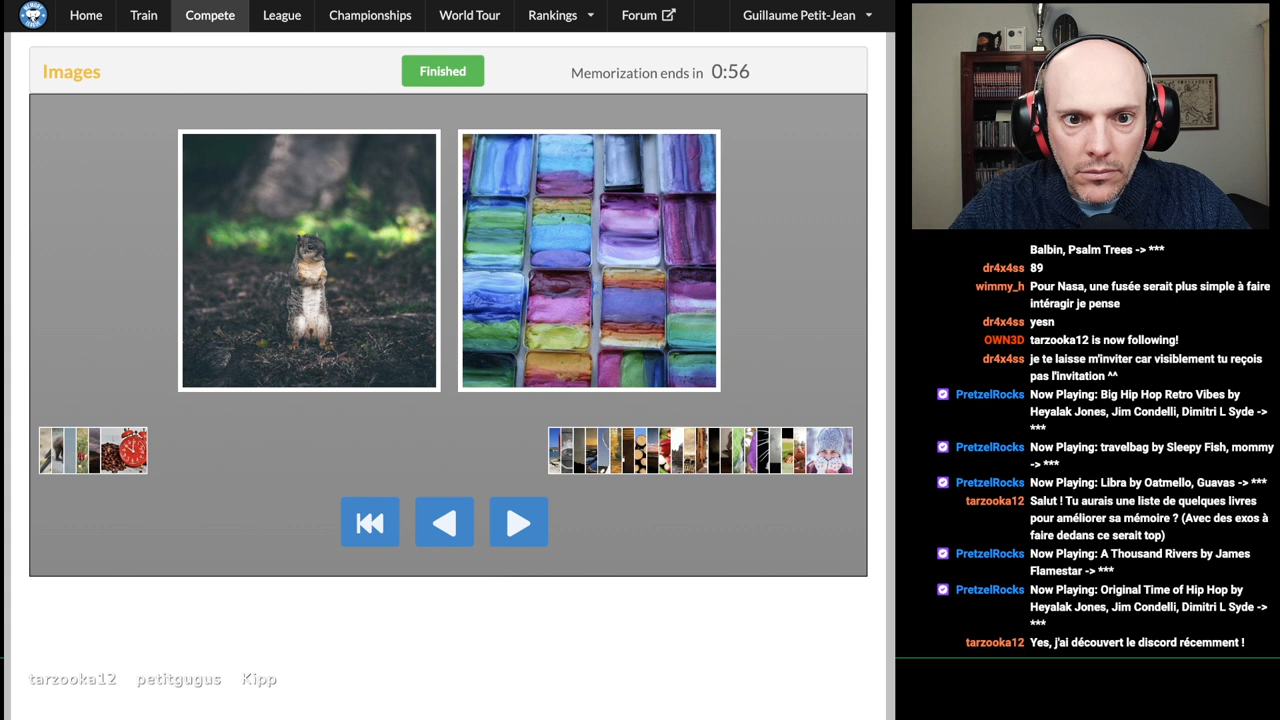 Home Train Compete League Championships World Tour Rankings Forum Guillaume Petit-Jean
Images
Finished
Memorization ends in 0:56
Balbin, Psalm Trees -> ***
dr4x4ss 89
wimmy_h Pour Nasa, une fusée serait plus simple à faire
intéragir je pense
dr4x4ss yesn
OWN3D tarzooka12 is now following!
dr4x4ss je te laisse m'inviter car visiblement tu reçois
pas l'invitation ^^
PretzelRocks Now Playing: Big Hip Hop Retro Vibes by
Heyalak Jones, Jim Condelli, Dimitri L Syde ->
***
PretzelRocks Now Playing: travelbag by Sleepy Fish, mommy
-> ***
PretzelRocks Now Playing: Libra by Oatmello, Guavas -> ***
tarzooka12 Salut ! Tu aurais une liste de quelques livres
pour améliorer sa mémoire ? (Avec des exos à
faire dedans ce serait top)
PretzelRocks Now Playing: A Thousand Rivers by James
Flamestar -> ***
PretzelRocks Now Playing: Original Time of Hip Hop by
Heyalak Jones, Jim Condelli, Dimitri L Syde ->
***
tarzooka12 Yes, j'ai découvert le discord récemment !
tarzooka12 petitgugus Kipp